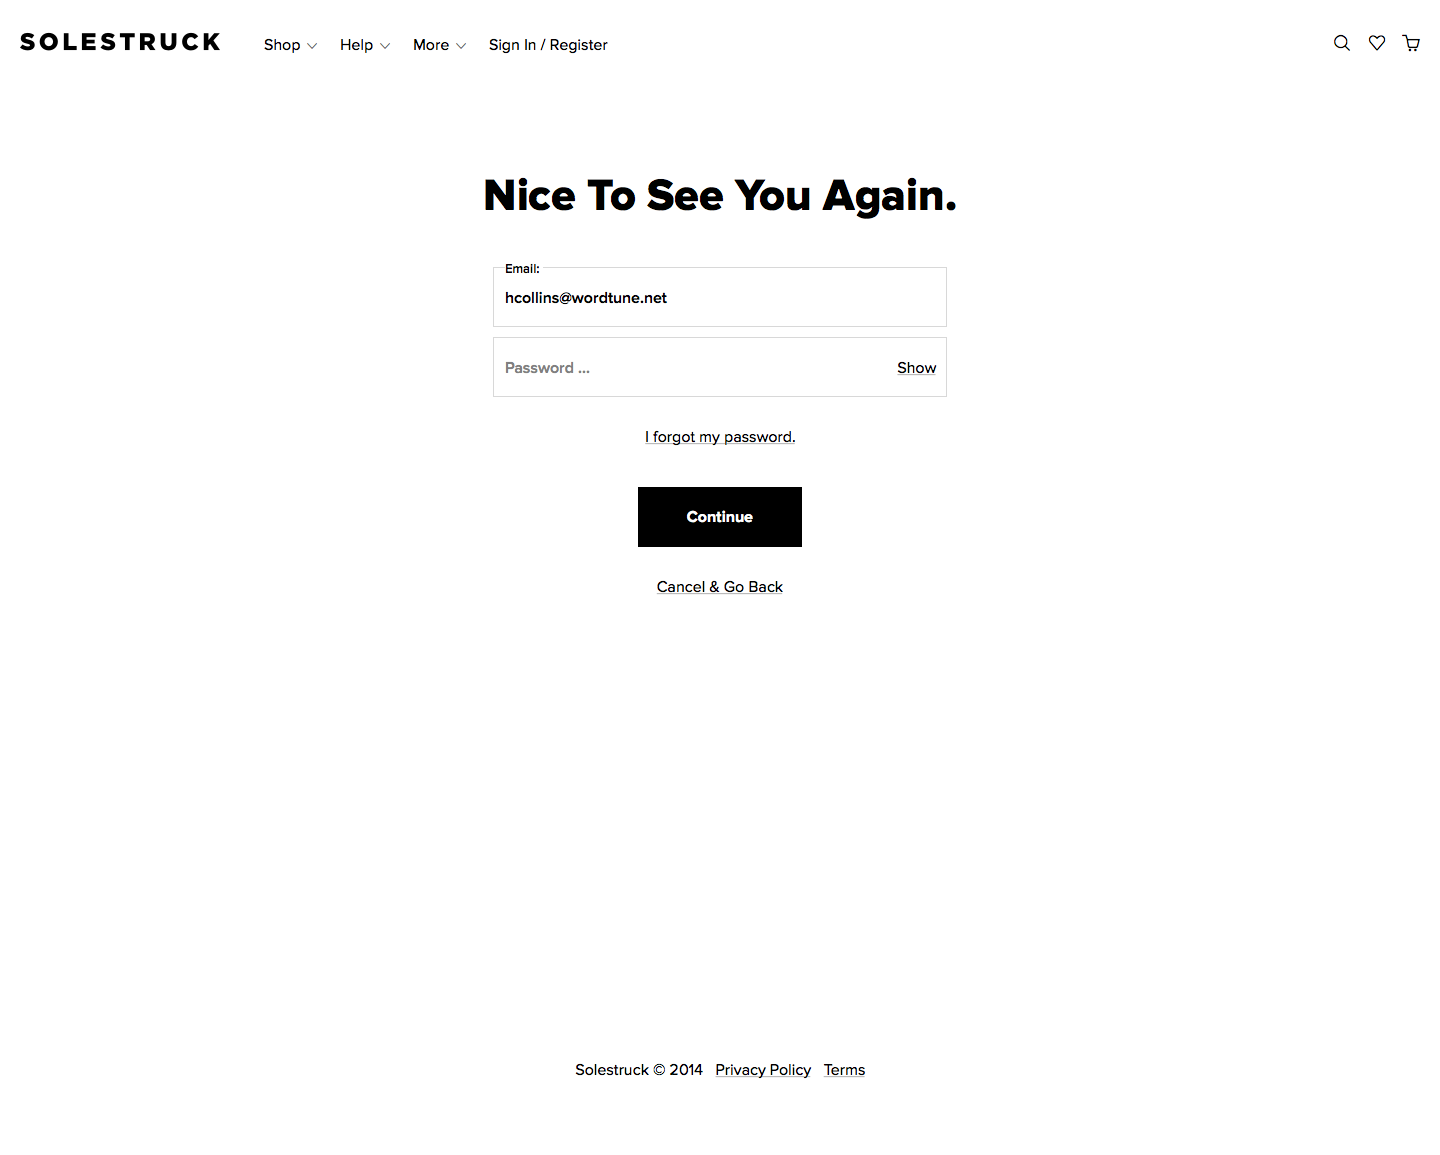 SOLESTRUCK Shop Help More Sign In / Register
Nice To See You Again.
Email:
hcollins@wordtune.net
Password ... Show
I forgot my password.
Continue
Cancel & Go Back
Solestruck © 2014 Privacy Policy Terms